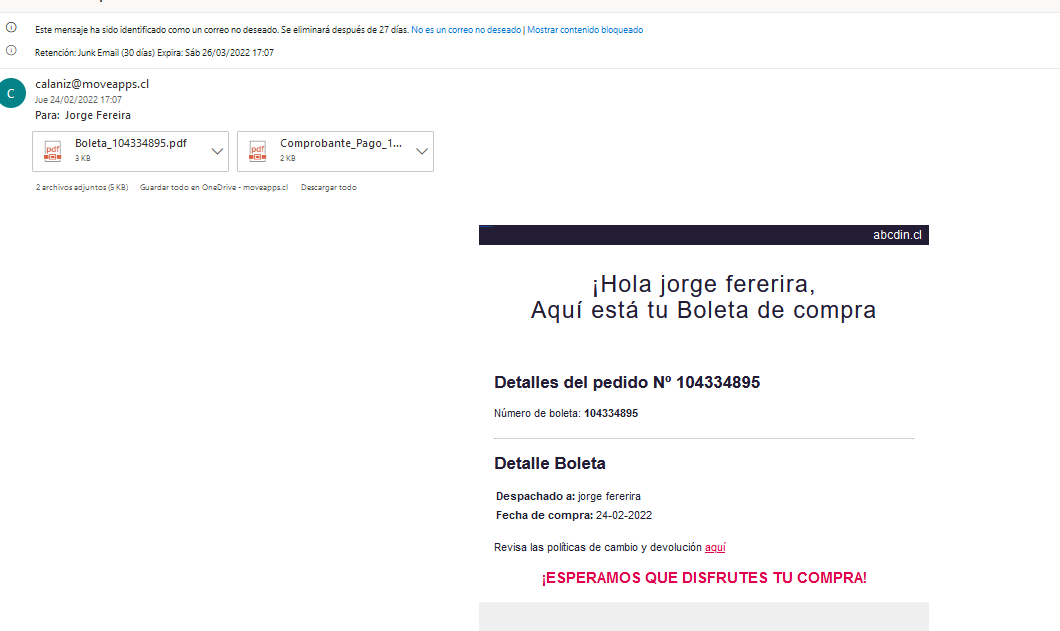 Este mensaje ha sido identificado como un correo no deseado. Se eliminará después de 27 días. No es un correo no deseado | Mostrar contenido bloqueado
Retención: Junk Email (30 días) Expira: Sáb 26/03/2022 17:07
C
calaniz@moveapps.cl
Jue 24/02/2022 17:07
Para: Jorge Fereira
pdf
Boleta_104334895.pdf
3 KB
pdf
Comprobante_Pago_1...
2 KB
2 archivos adjuntos (5 KB) Guardar todo en OneDrive - moveapps.cl Descargar todo
abcdin.cl
¡Hola jorge fererira,
Aquí está tu Boleta de compra
Detalles del pedido Nº 104334895
Número de boleta: 104334895
Detalle Boleta
Despachado a: jorge fererira
Fecha de compra: 24-02-2022
Revisa las políticas de cambio y devolución aquí
¡ESPERAMOS QUE DISFRUTES TU COMPRA!